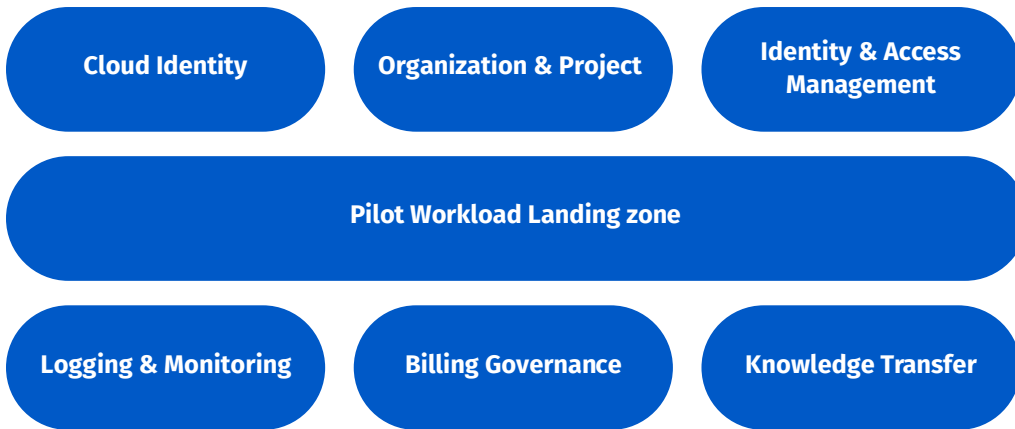 Cloud Identity
Organization & Project
Identity & Access
Management
Pilot Workload Landing zone
Logging & Monitoring
Billing Governance
Knowledge Transfer